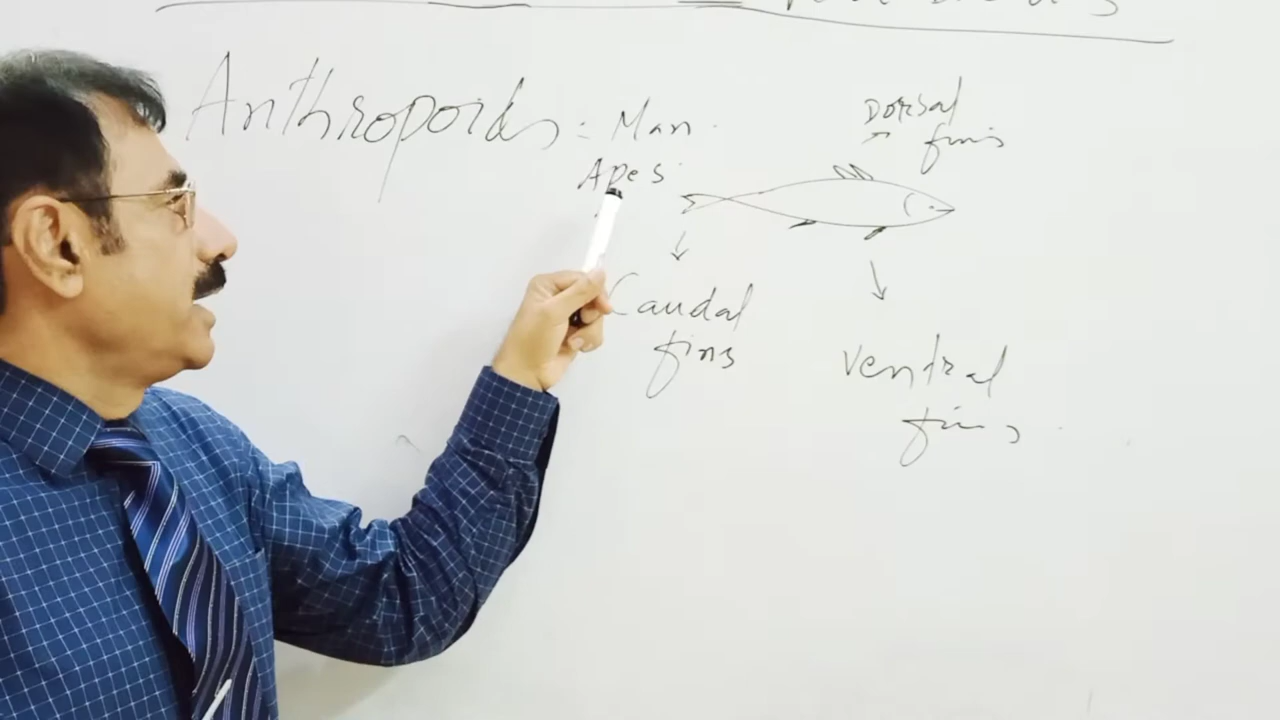 Anthropoids : Man
Apes
Dorsal
fins
Caudal
fins
Ventral
fins